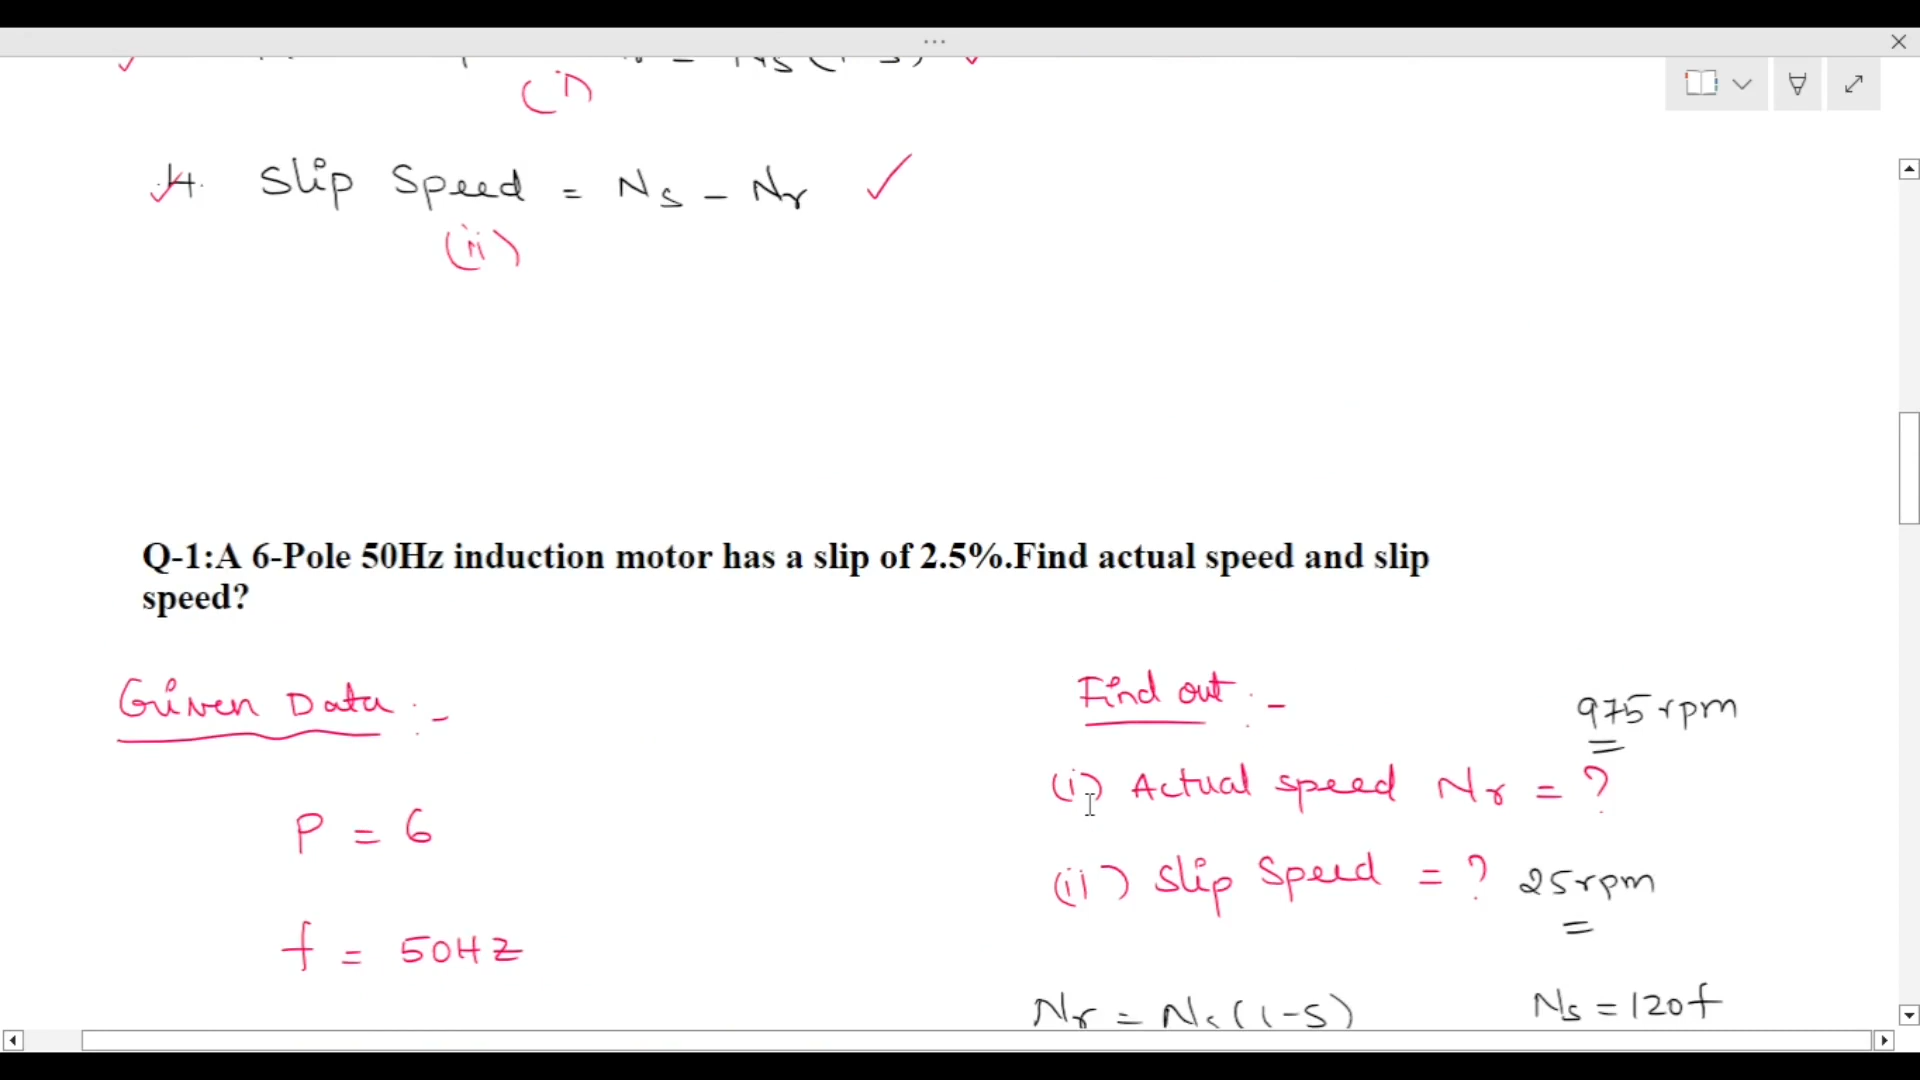 (i)
4. Slip Speed = Ns - Nr ✓
(ii)
Q-1:A 6-Pole 50Hz induction motor has a slip of 2.5%.Find actual speed and slip
speed?
Given Data :-
P = 6
f = 50Hz
Find out :-
975 rpm
(i) Actual speed Nr = ?
(ii) Slip Speed = ? 25rpm
Nr = Ns (1-S)
Ns = 120f